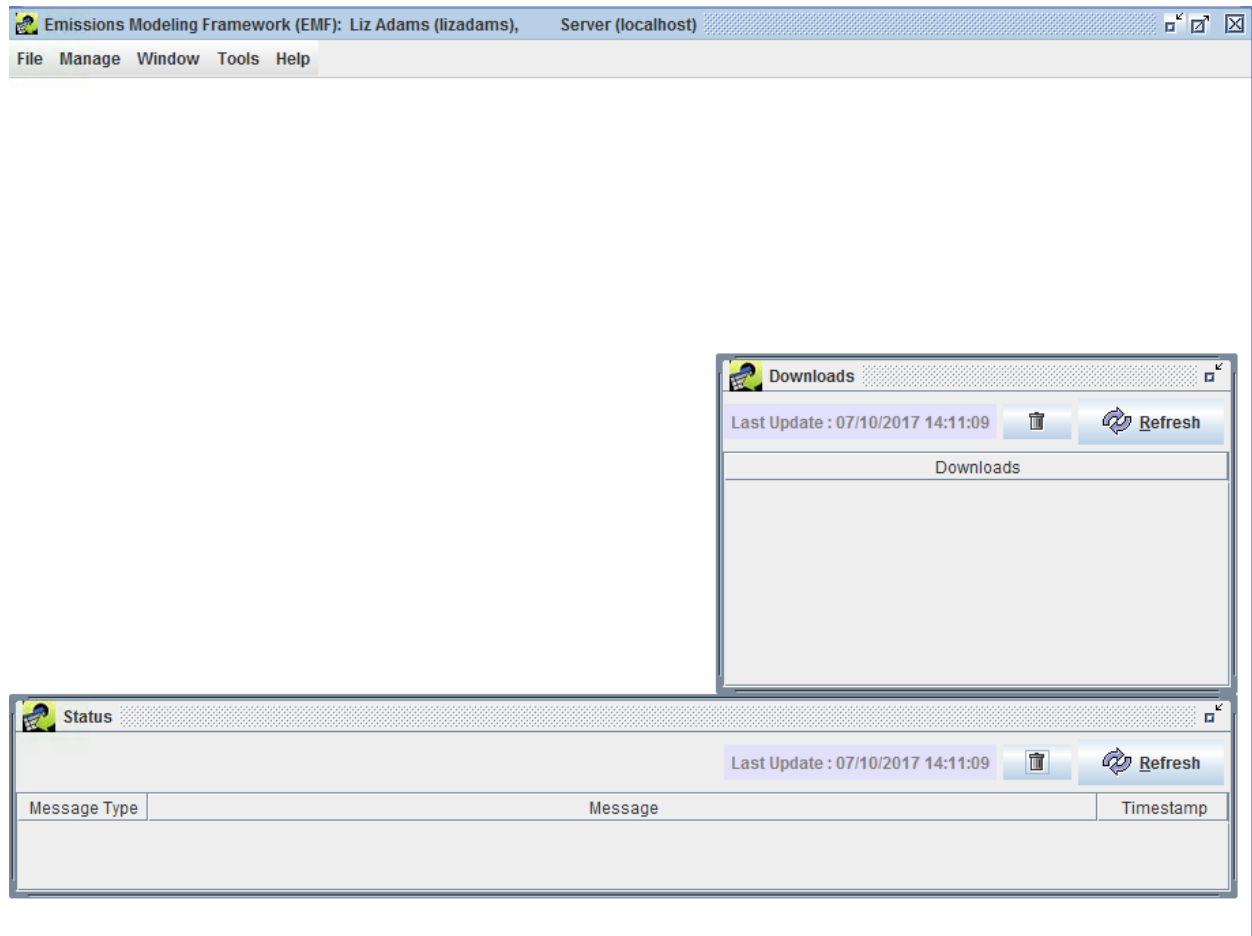 Emissions Modeling Framework (EMF): Liz Adams (lizadams), Server (localhost)
File Manage Window Tools Help
Downloads
Last Update : 07/10/2017 14:11:09 Refresh
Downloads
Status
Last Update : 07/10/2017 14:11:09 Refresh
Message Type Message Timestamp